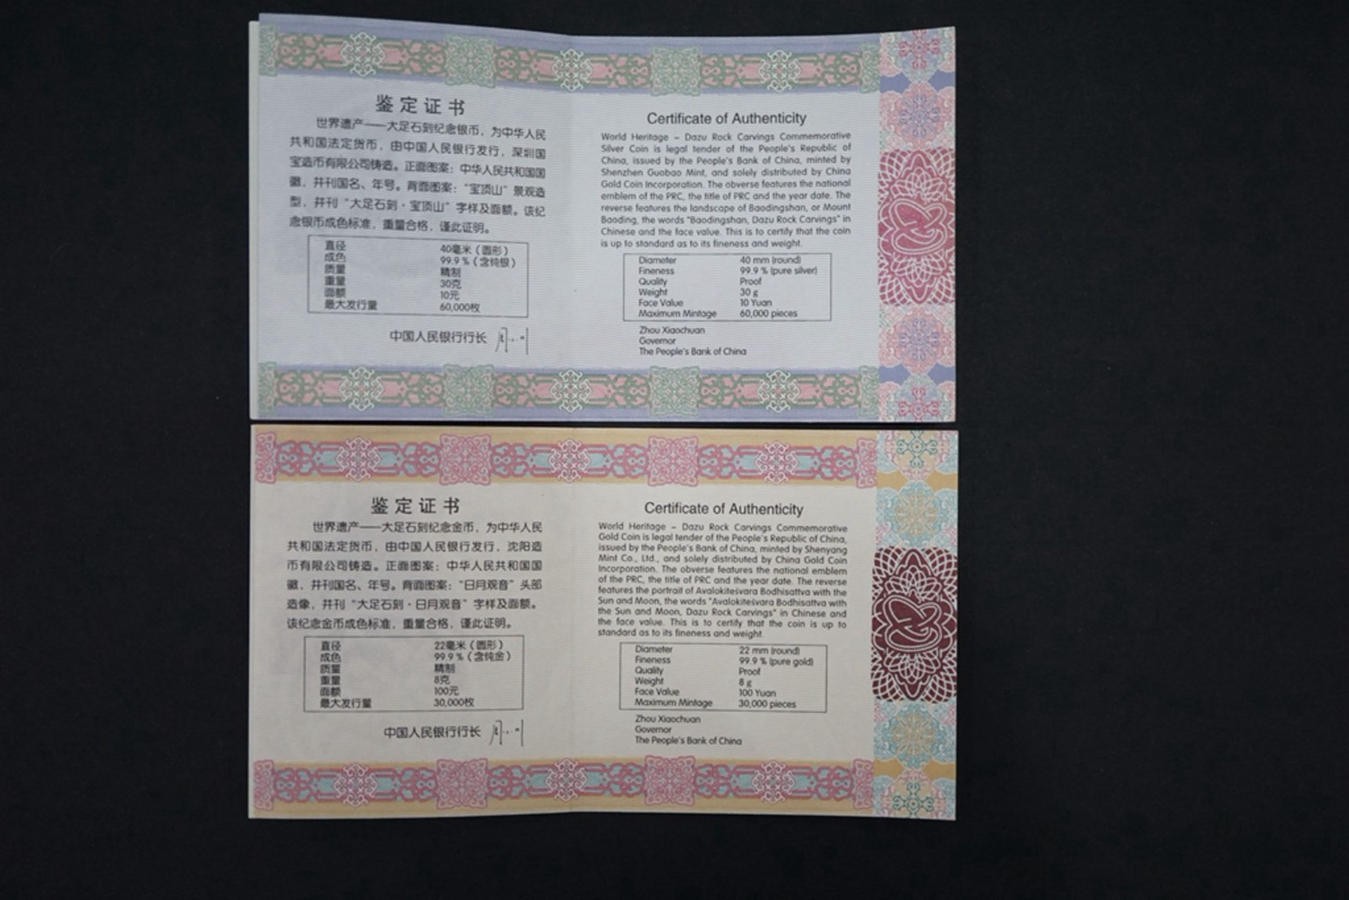 鉴定证书
世界遗产——大足石刻纪念银币，为中华人民
共和国法定货币，由中国人民银行发行，深圳国
宝造币有限公司铸造。正面图案：中华人民共和国国
徽，并刊国名、年号。背面图案：“宝顶山”景观造
型，并刊“大足石刻·宝顶山”字样及面额。该纪
念银币成色标准，重量合格，谨此证明。
直径 40毫米（圆形）
成色 99.9％（含纯银）
质量 精制
重量 30克
面额 10元
最大发行量 60,000枚
中国人民银行行长
Certificate of Authenticity
World Heritage – Dazu Rock Carvings Commemorative
Silver Coin is legal tender of the People's Republic of
China, issued by the People's Bank of China, minted by
Shenzhen Guobao Mint, and solely distributed by China
Gold Coin Incorporation. The obverse features the national
emblem of the PRC, the title of PRC and the year date. The
reverse features the landscape of Baodingshan, or Mount
Baoding, the words "Baodingshan, Dazu Rock Carvings" in
Chinese and the face value. This is to certify that the coin
is up to standard as to its fineness and weight.
Diameter 40 mm (round)
Fineness 99.9 % (pure silver)
Quality Proof
Weight 30 g
Face Value 10 Yuan
Maximum Mintage 60,000 pieces
Zhou Xiaochuan
Governor
The People's Bank of China
鉴定证书
世界遗产——大足石刻纪念金币，为中华人民
共和国法定货币，由中国人民银行发行，沈阳造
币有限公司铸造。正面图案：中华人民共和国国
徽，并刊国名、年号。背面图案：“日月观音”头部
造像，并刊“大足石刻·日月观音”字样及面额。
该纪念金币成色标准，重量合格，谨此证明。
直径 22毫米（圆形）
成色 99.9％（含纯金）
质量 精制
重量 8克
面额 100元
最大发行量 30,000枚
中国人民银行行长
Certificate of Authenticity
World Heritage – Dazu Rock Carvings Commemorative
Gold Coin is legal tender of the People's Republic of China,
issued by the People's Bank of China, minted by Shenyang
Mint Co., Ltd., and solely distributed by China Gold Coin
Incorporation. The obverse features the national emblem
of the PRC, the title of PRC and the year date. The reverse
features the portrait of Avalokitesvara Bodhisattva with the
Sun and Moon, the words "Avalokitesvara Bodhisattva with
the Sun and Moon, Dazu Rock Carvings" in Chinese and
the face value. This is to certify that the coin is up to
standard as to its fineness and weight.
Diameter 22 mm (round)
Fineness 99.9 % (pure gold)
Quality Proof
Weight 8 g
Face Value 100 Yuan
Maximum Mintage 30,000 pieces
Zhou Xiaochuan
Governor
The People's Bank of China